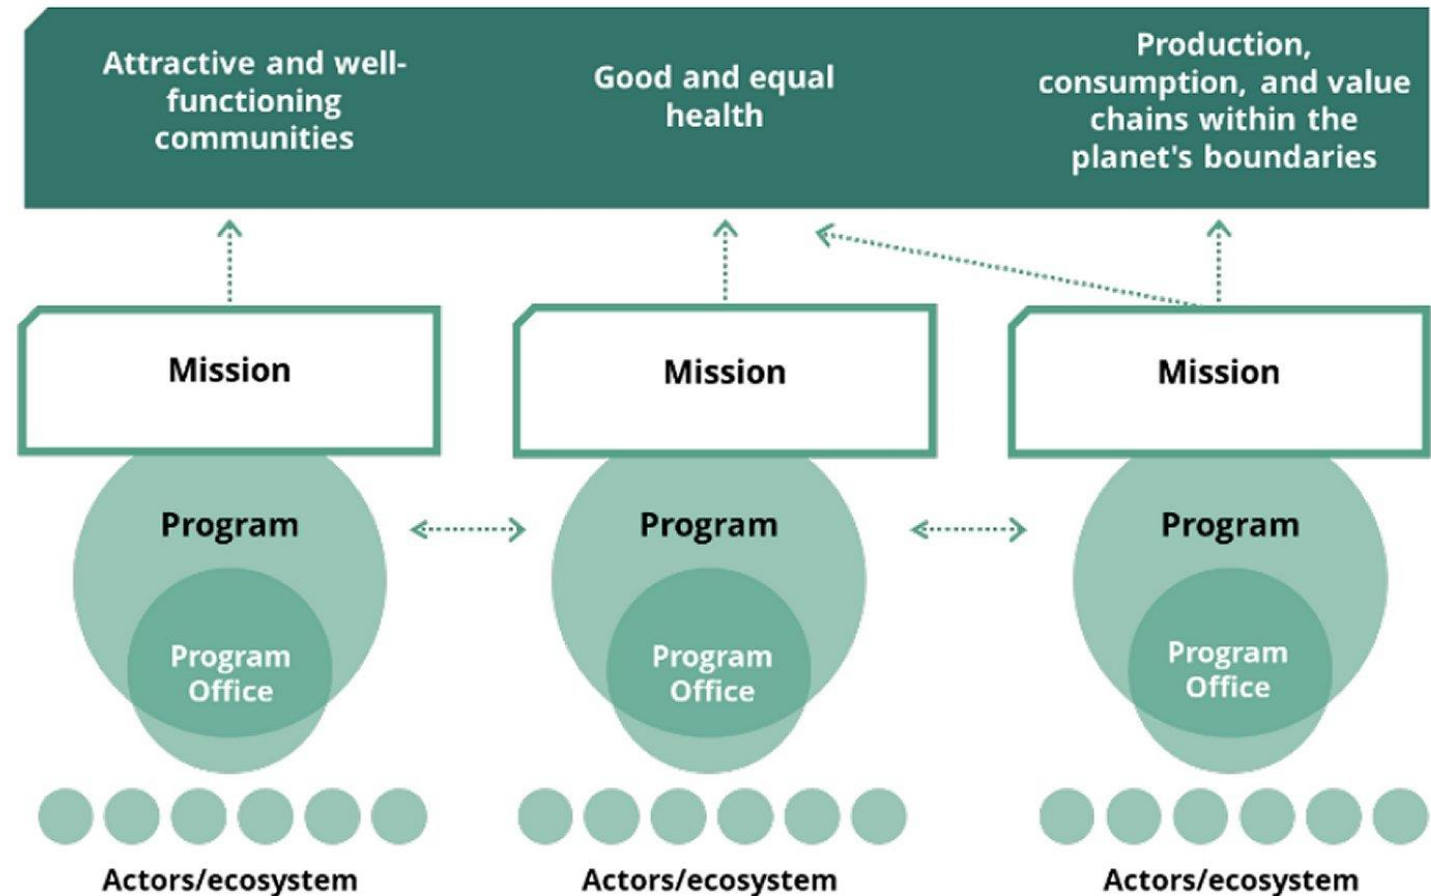 Attractive and well-
functioning
communities
Good and equal
health
Production,
consumption, and value
chains within the
planet's boundaries
Mission
Mission
Mission
Program
Program
Program
Program
Office
Program
Office
Program
Office
Actors/ecosystem
Actors/ecosystem
Actors/ecosystem